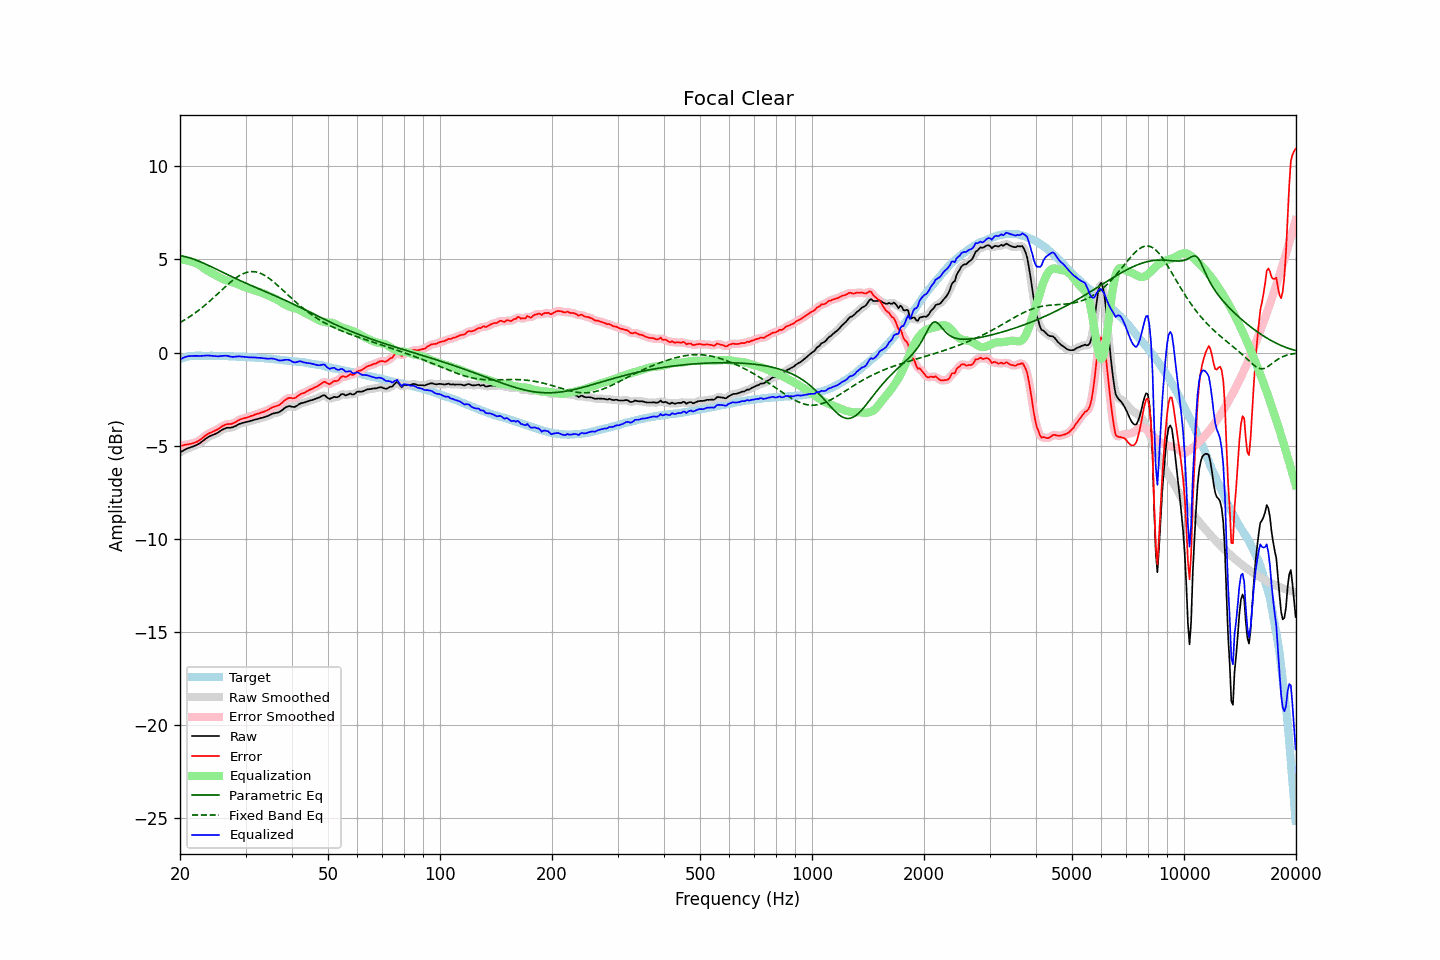 Focal Clear
Amplitude (dBr)
10
5
0
−5
−10
−15
−20
−25
Target
Raw Smoothed
Error Smoothed
Raw
Error
Equalization
Parametric Eq
Fixed Band Eq
Equalized
20 50 100 200 500 1000 2000 5000 10000 20000
Frequency (Hz)